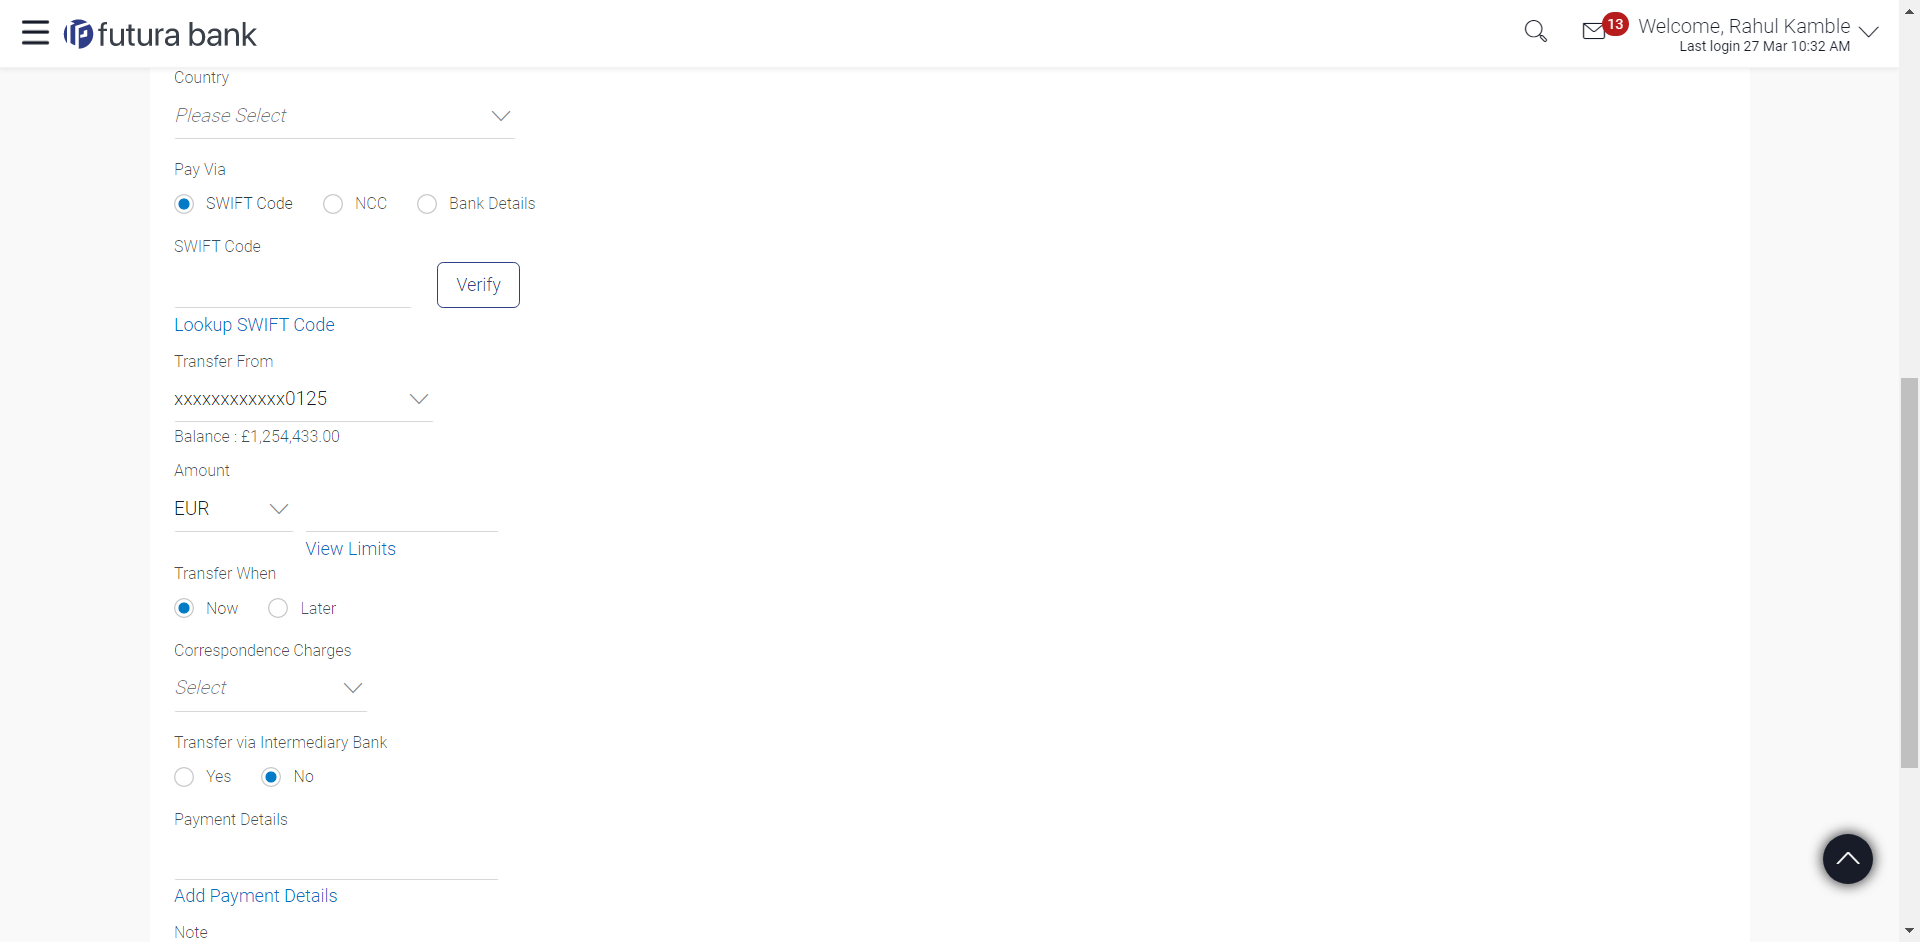 futura bank
13
Welcome, Rahul Kamble
Last login 27 Mar 10:32 AM
Country
Please Select
Pay Via
SWIFT Code NCC Bank Details
SWIFT Code
Verify
Lookup SWIFT Code
Transfer From
xxxxxxxxxxxx0125
Balance : £1,254,433.00
Amount
EUR
View Limits
Transfer When
Now Later
Correspondence Charges
Select
Transfer via Intermediary Bank
Yes No
Payment Details
Add Payment Details
Note